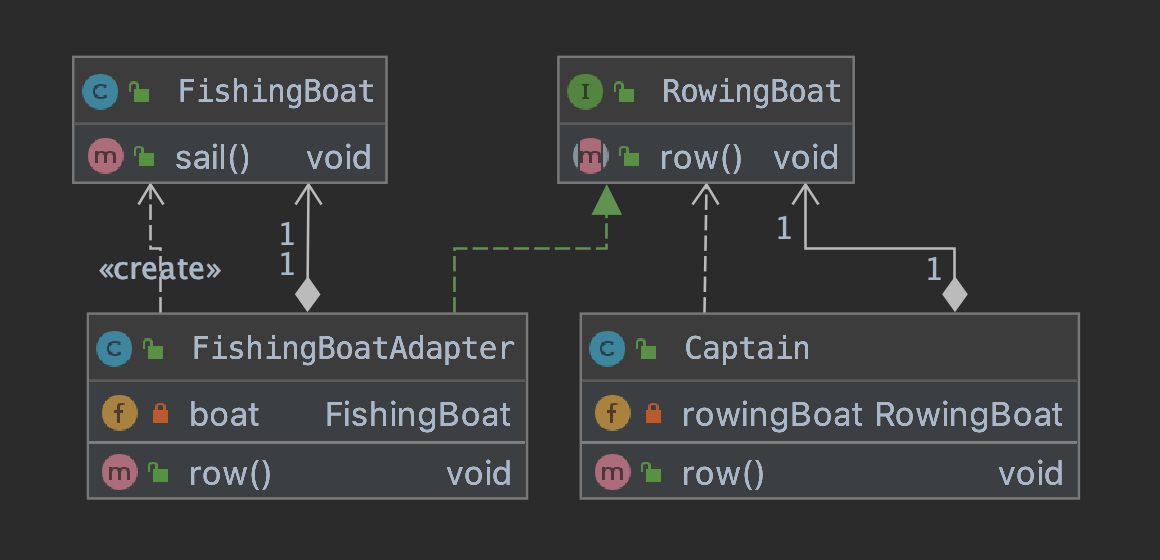 C FishingBoat
m sail() void
I RowingBoat
m row() void
«create»
1
1
1
1
C FishingBoatAdapter
f boat FishingBoat
m row() void
C Captain
f rowingBoat RowingBoat
m row() void